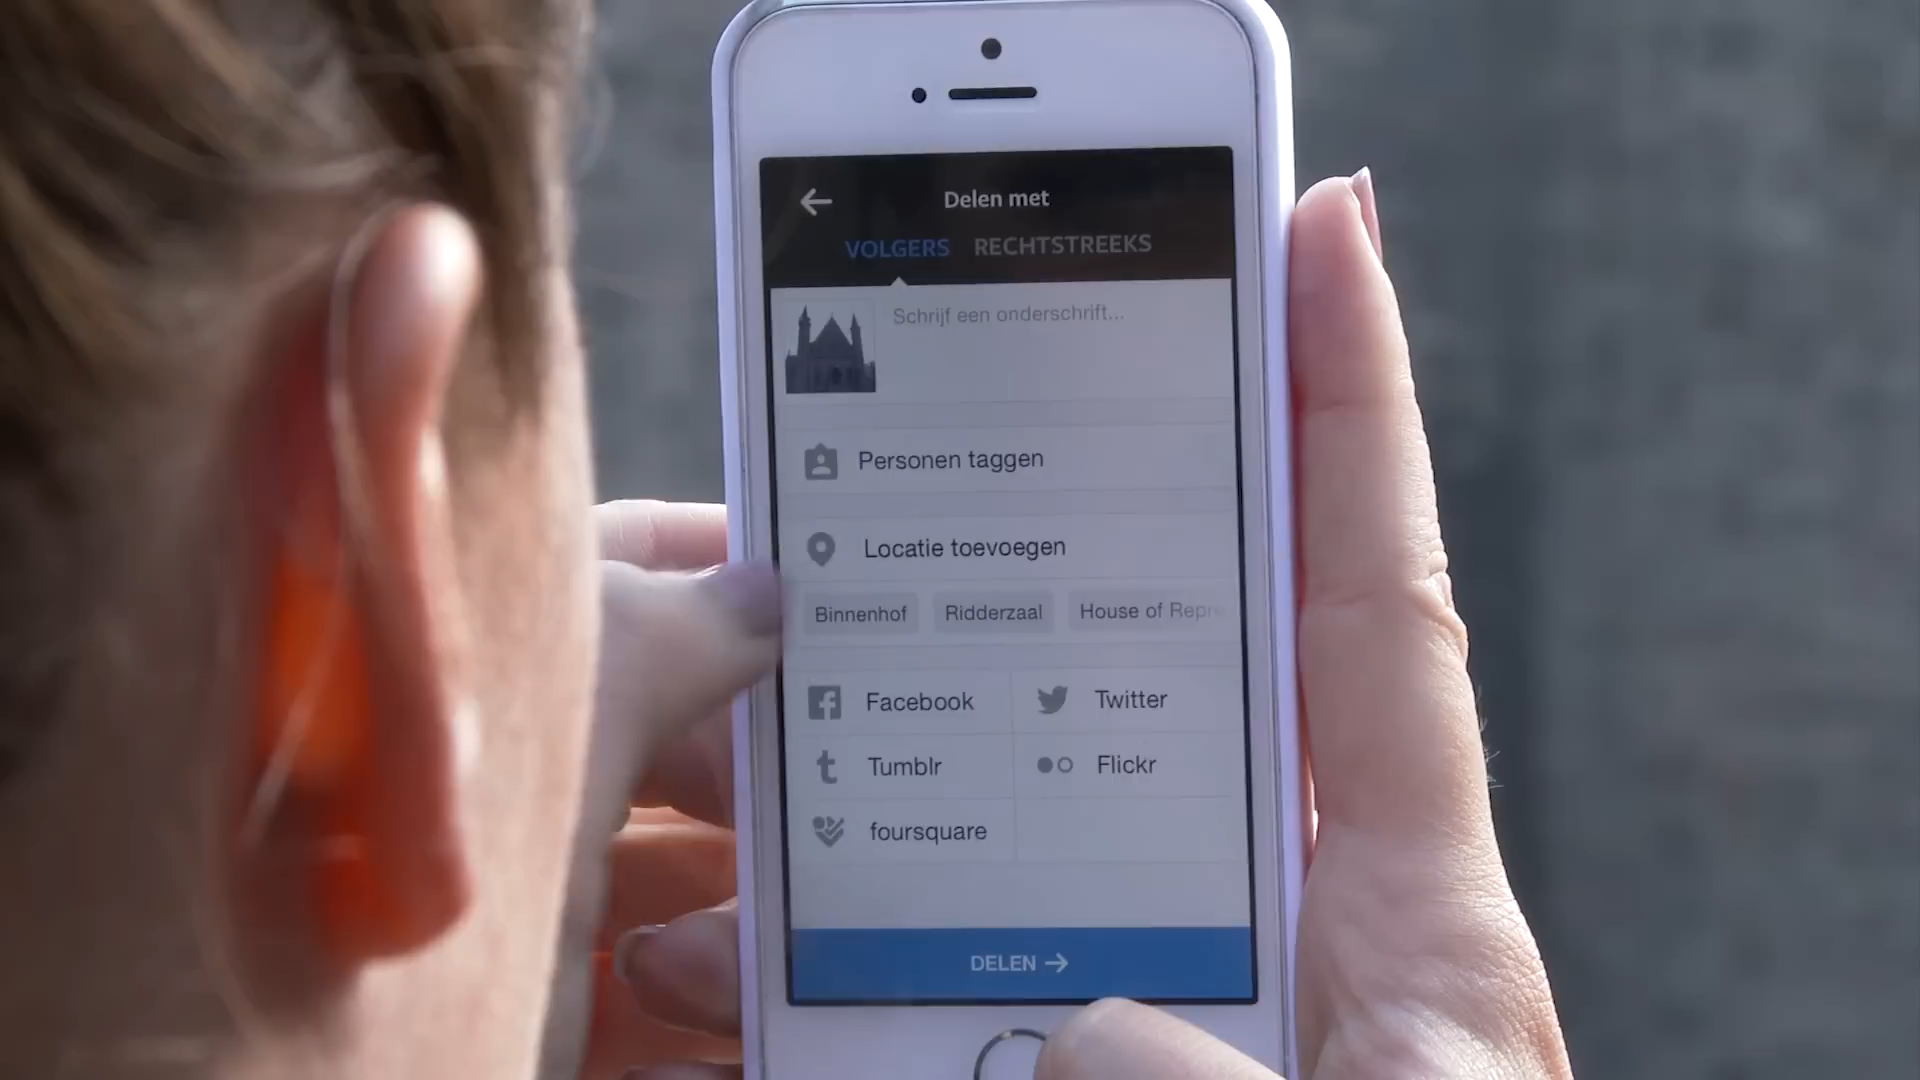 Delen met
VOLGERS RECHTSTREEKS
Schrijf een onderschrift...
Personen taggen
Locatie toevoegen
Binnenhof Ridderzaal House of Repre
Facebook Twitter
Tumblr Flickr
foursquare
DELEN